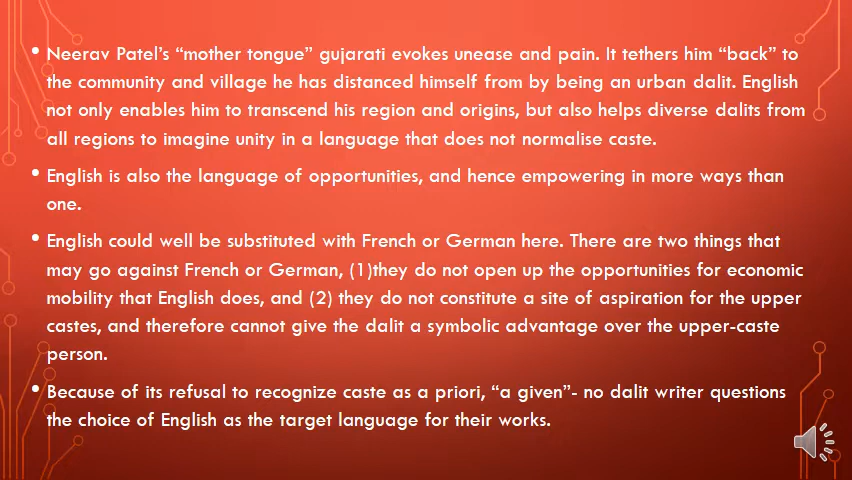 • Neerav Patel's “mother tongue” gujarati evokes unease and pain. It tethers him “back” to
the community and village he has distanced himself from by being an urban dalit. English
not only enables him to transcend his region and origins, but also helps diverse dalits from
all regions to imagine unity in a language that does not normalise caste.
• English is also the language of opportunities, and hence empowering in more ways than
one.
• English could well be substituted with French or German here. There are two things that
may go against French or German, (1)they do not open up the opportunities for economic
mobility that English does, and (2) they do not constitute a site of aspiration for the upper
castes, and therefore cannot give the dalit a symbolic advantage over the upper-caste
person.
• Because of its refusal to recognize caste as a priori, “a given”- no dalit writer questions
the choice of English as the target language for their works.